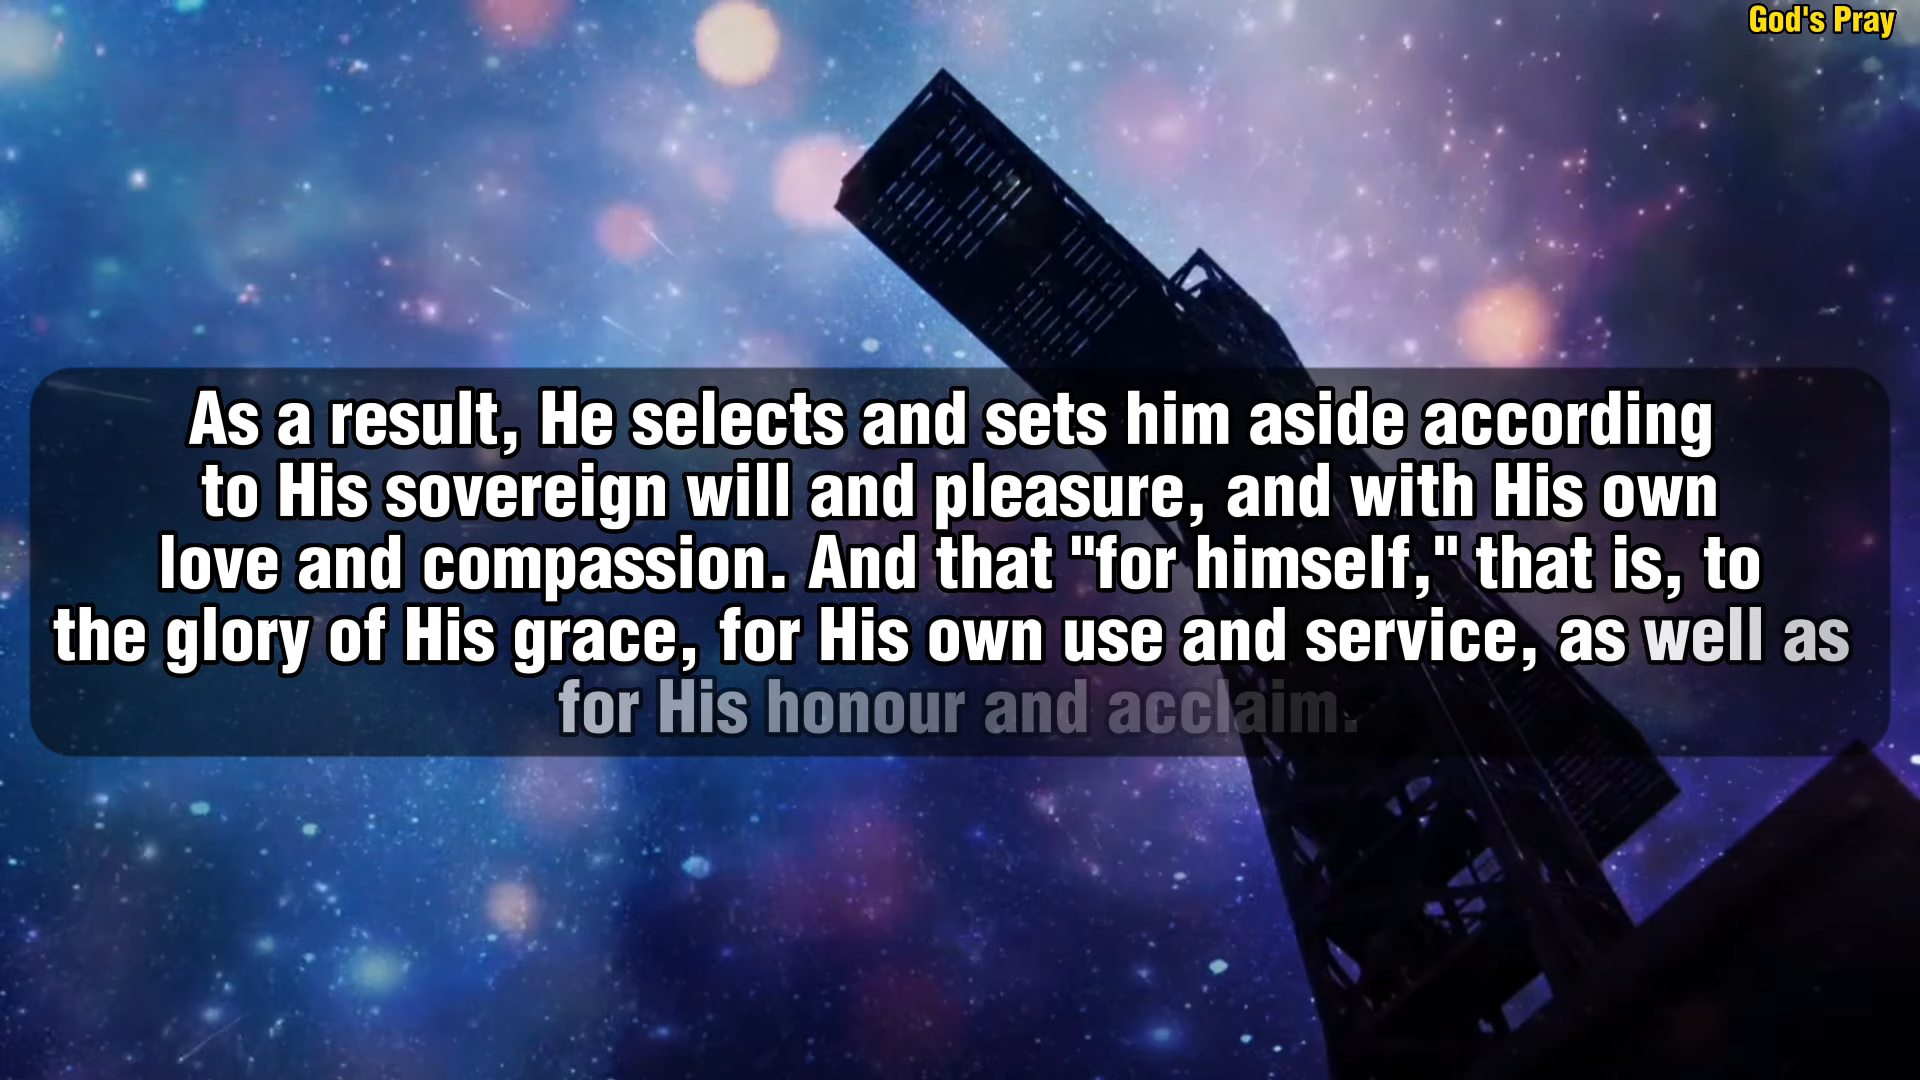 God's Pray
As a result, He selects and sets him aside according
to His sovereign will and pleasure, and with His own
love and compassion. And that "for himself," that is, to
the glory of His grace, for His own use and service, as well as
for His honour and acclaim.